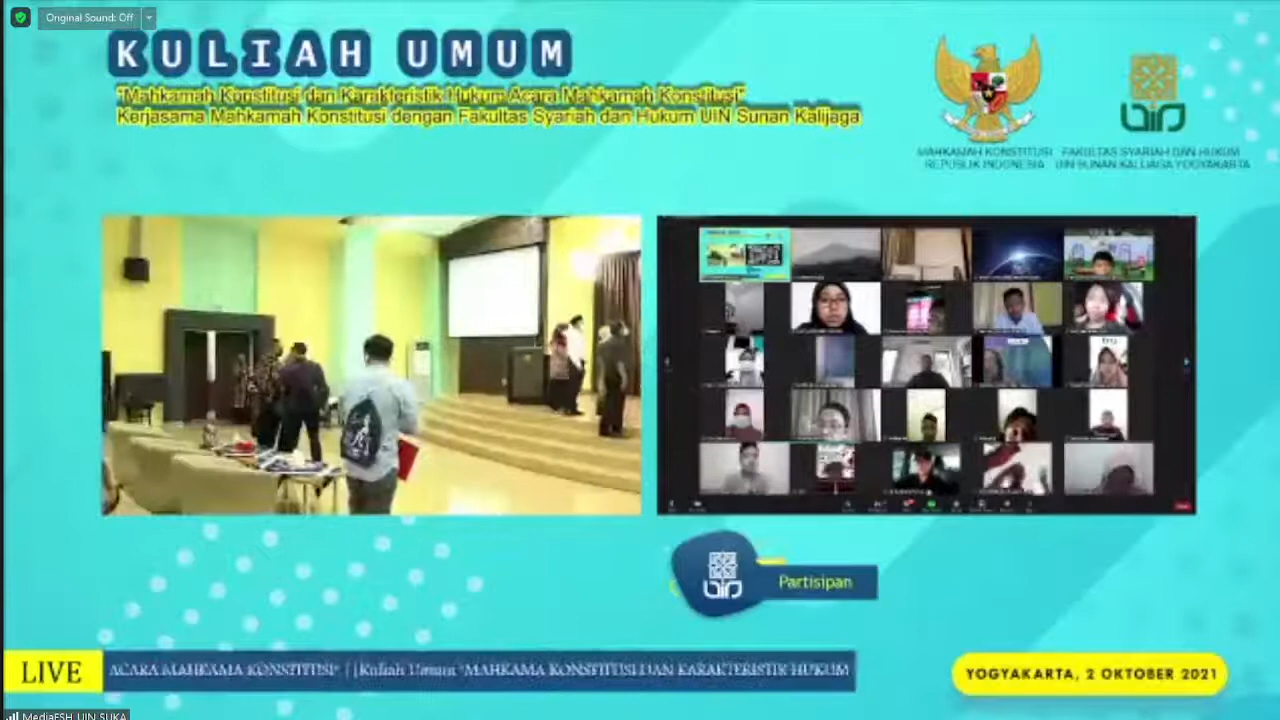 Original Sound: Off
KULIAH UMUM
"Mahkamah Konstitusi dan Karakteristik Hukum Acara Mahkamah Konstitusi"
Kerjasama Mahkamah Konstitusi dengan Fakultas Syariah dan Hukum UIN Sunan Kalijaga
MAHKAMAH KONSTITUSI
REPUBLIK INDONESIA
FAKULTAS SYARIAH DAN HUKUM
UIN SUNAN KALIJAGA YOGYAKARTA
uin
Partisipan
LIVE
ACARA MAHKAMA KONSTITUSI" | |Kuliah Umum "MAHKAMA KONSTITUSI DAN KARAKTERISTIK HUKUM
YOGYAKARTA, 2 OKTOBER 2021
MediaFSH_UIN SUKA